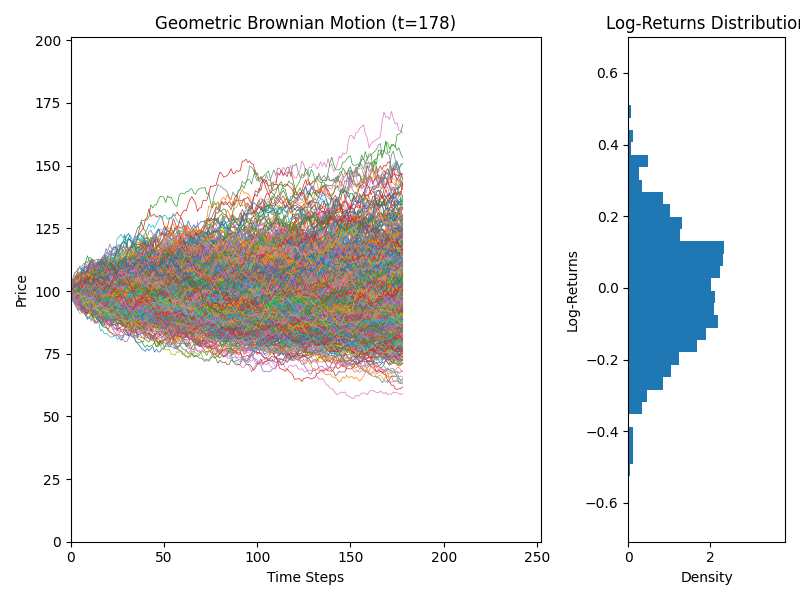 Geometric Brownian Motion (t=178)
Log-Returns Distribution
200
175
150
125
100
75
50
25
0
Price
0 50 100 150 200 250
Time Steps
0.6
0.4
0.2
0.0
−0.2
−0.4
−0.6
Log-Returns
0 2
Density